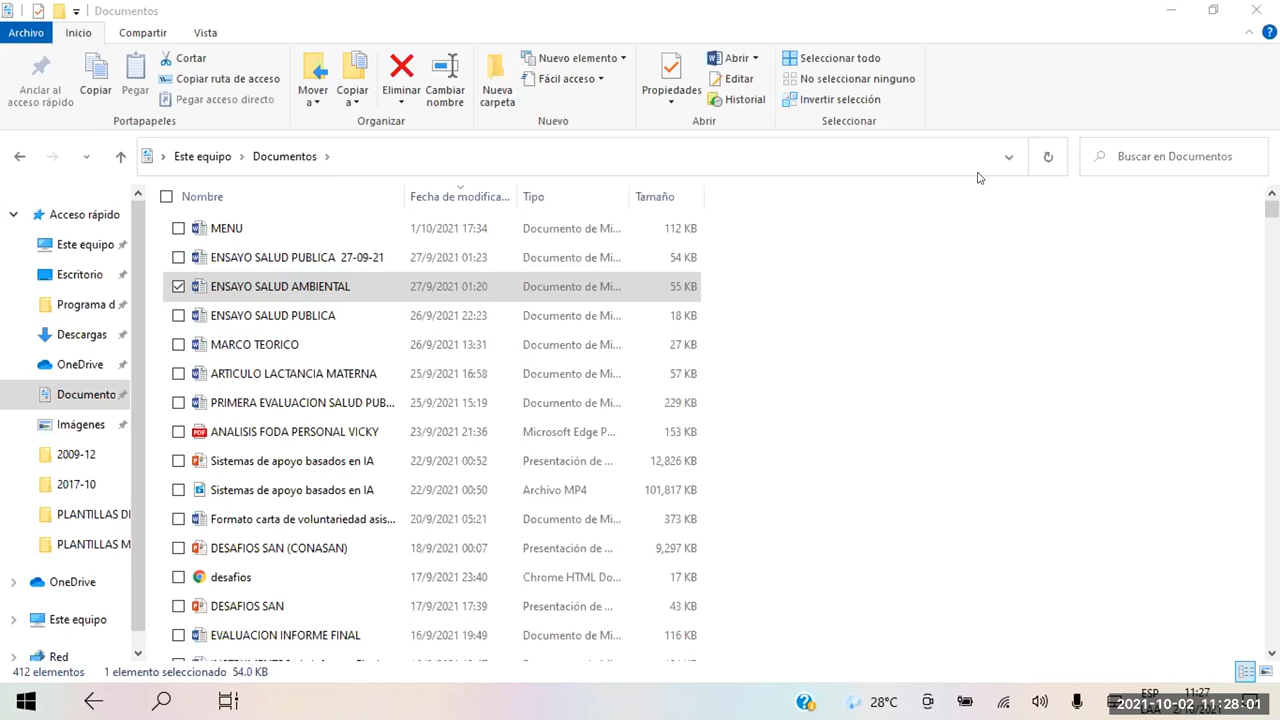 Documentos
Archivo Inicio Compartir Vista
Anclar al acceso rápido
Copiar
Pegar
Cortar
Copiar ruta de acceso
Pegar acceso directo
Portapapeles
Mover a
Copiar a
Eliminar
Cambiar nombre
Organizar
Nueva carpeta
Nuevo elemento
Fácil acceso
Nuevo
Propiedades
Abrir
Editar
Historial
Abrir
Seleccionar todo
No seleccionar ninguno
Invertir selección
Seleccionar
Este equipo > Documentos >
Buscar en Documentos
Acceso rápido
Este equipo
Escritorio
Programa d
Descargas
OneDrive
Documento
Imágenes
2009-12
2017-10
PLANTILLAS DI
PLANTILLAS M
OneDrive
Este equipo
Red
Nombre Fecha de modifica... Tipo Tamaño
MENU 1/10/2021 17:34 Documento de Mi... 112 KB
ENSAYO SALUD PUBLICA 27-09-21 27/9/2021 01:23 Documento de Mi... 54 KB
ENSAYO SALUD AMBIENTAL 27/9/2021 01:20 Documento de Mi... 55 KB
ENSAYO SALUD PUBLICA 26/9/2021 22:23 Documento de Mi... 18 KB
MARCO TEORICO 26/9/2021 13:31 Documento de Mi... 27 KB
ARTICULO LACTANCIA MATERNA 25/9/2021 16:58 Documento de Mi... 57 KB
PRIMERA EVALUACION SALUD PUB... 25/9/2021 15:19 Documento de Mi... 229 KB
ANALISIS FODA PERSONAL VICKY 23/9/2021 21:36 Microsoft Edge P... 153 KB
Sistemas de apoyo basados en IA 22/9/2021 00:52 Presentación de ... 12,826 KB
Sistemas de apoyo basados en IA 22/9/2021 00:50 Archivo MP4 101,817 KB
Formato carta de voluntariedad asis... 20/9/2021 05:21 Documento de Mi... 373 KB
DESAFIOS SAN (CONASAN) 18/9/2021 00:07 Presentación de ... 9,297 KB
desafios 17/9/2021 23:40 Chrome HTML Do... 17 KB
DESAFIOS SAN 17/9/2021 17:39 Presentación de ... 43 KB
EVALUACION INFORME FINAL 16/9/2021 19:49 Documento de Mi... 116 KB
412 elementos 1 elemento seleccionado 54.0 KB
28°C
ESP
11:27
2021-10-02 11:28:01